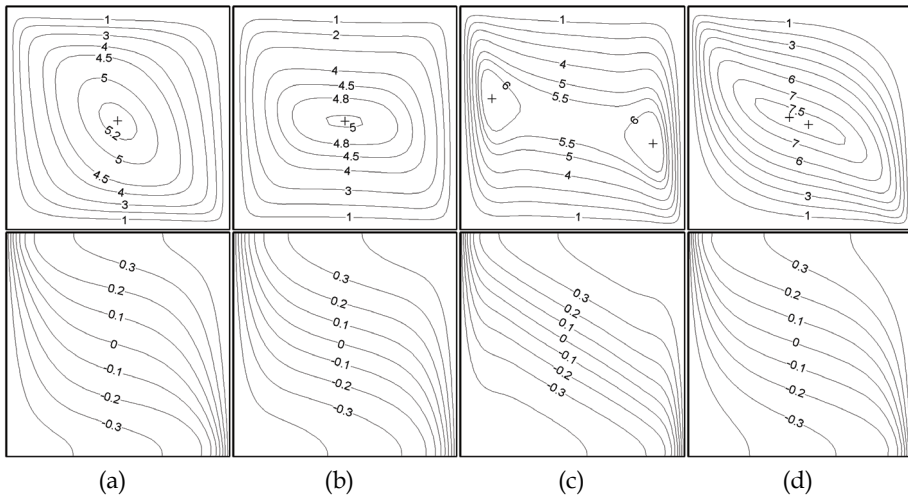 1 1 1 1
3 2 4 3
4 4 5 6
4.5 4.5 5.5 7
5 4.8 6 7.5
5.2 5 6 7
5 4.8 5.5 6
4.5 4.5 5 3
4 4 4 1
3 3 1
1 1
0.3 0.3 0.3 0.3
0.2 0.2 0.2 0.2
0.1 0.1 0.1 0.1
0 0 0 0
-0.1 -0.1 -0.1 -0.1
-0.2 -0.2 -0.2 -0.2
-0.3 -0.3 -0.3 -0.3
(a) (b) (c) (d)